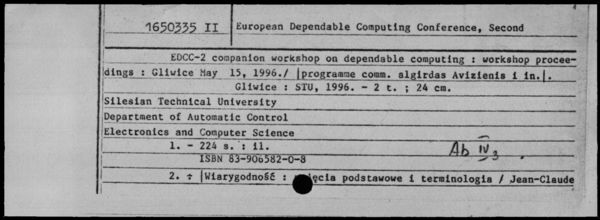 1650335 II European Dependable Computing Conference, Second
EDCC-2 companion workshop on dependable computing : workshop procee-
dings : Gliwice May 15, 1996./ |programme comm. algirdas Avizienis i in.|.
Gliwice : STU, 1996. - 2 t. ; 24 cm.
Silesian Technical University
Department of Automatic Control
Electronics and Computer Science
1. - 224 s. : il.
ISBN 83-906582-0-8
Ab IV 3
2. ÷ |Wiarygodność : podstawowe i terminologia / Jean-Claude